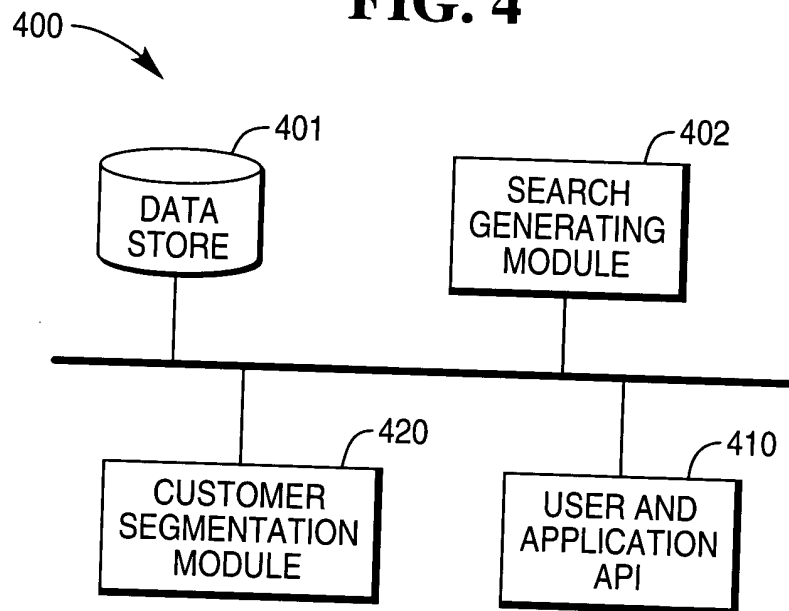 FIG. 4
400
401
DATA
STORE
402
SEARCH
GENERATING
MODULE
420
CUSTOMER
SEGMENTATION
MODULE
410
USER AND
APPLICATION
API